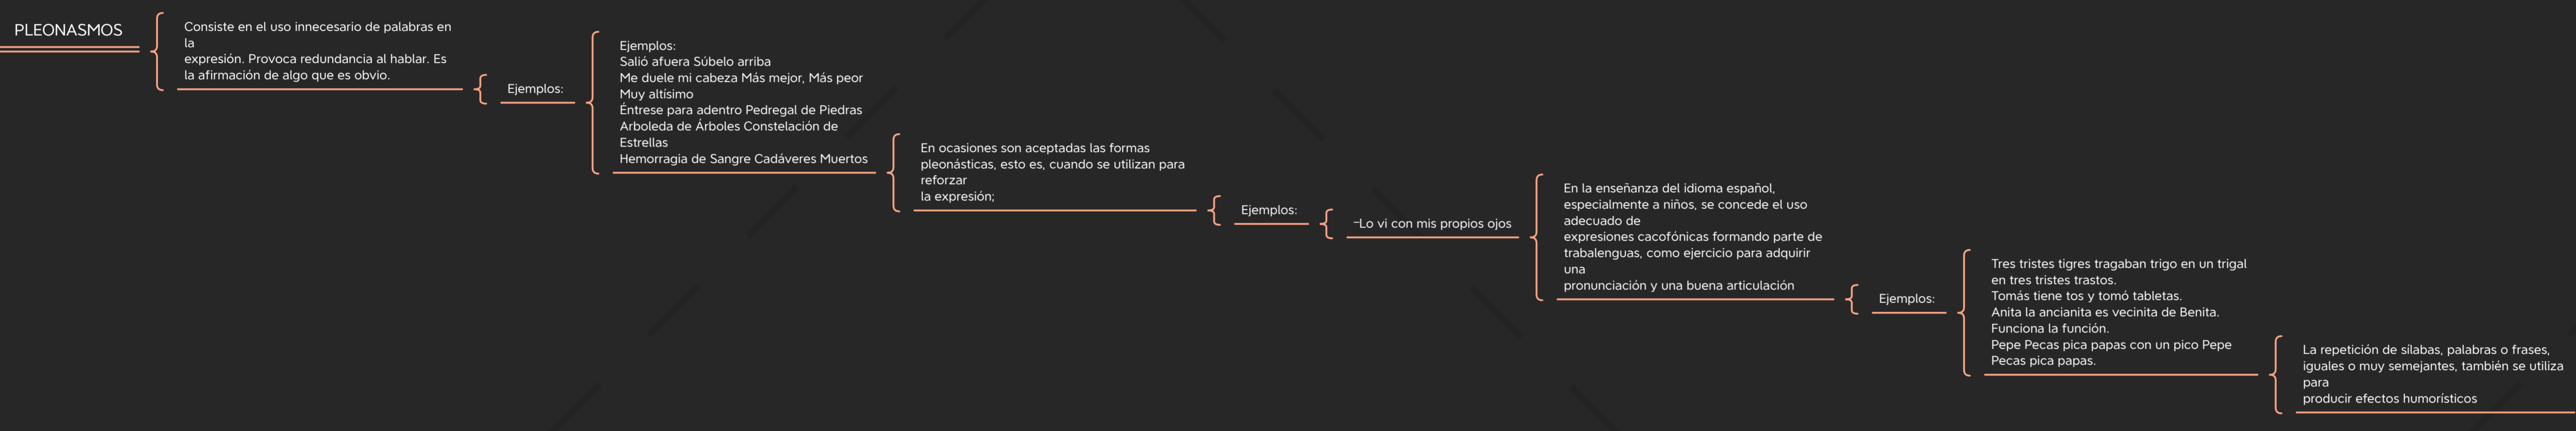 PLEONASMOS
Consiste en el uso innecesario de palabras en
la
expresión. Provoca redundancia al hablar. Es
la afirmación de algo que es obvio.
Ejemplos:
Ejemplos:
Salió afuera Súbelo arriba
Me duele mi cabeza Más mejor, Más peor
Muy altísimo
Éntrese para adentro Pedregal de Piedras
Arboleda de Árboles Constelación de
Estrellas
Hemorragia de Sangre Cadáveres Muertos
En ocasiones son aceptadas las formas
pleonásticas, esto es, cuando se utilizan para
reforzar
la expresión;
Ejemplos:
–Lo vi con mis propios ojos
En la enseñanza del idioma español,
especialmente a niños, se concede el uso
adecuado de
expresiones cacofónicas formando parte de
trabalenguas, como ejercicio para adquirir
una
pronunciación y una buena articulación
Ejemplos:
Tres tristes tigres tragaban trigo en un trigal
en tres tristes trastos.
Tomás tiene tos y tomó tabletas.
Anita la ancianita es vecinita de Benita.
Funciona la función.
Pepe Pecas pica papas con un pico Pepe
Pecas pica papas.
La repetición de sílabas, palabras o frases,
iguales o muy semejantes, también se utiliza
para
producir efectos humorísticos